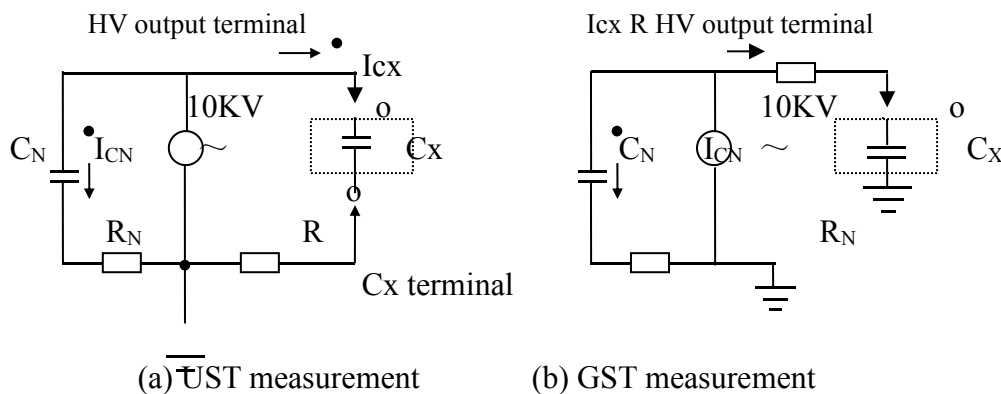 HV output terminal
Icx R HV output terminal
Icx
10KV
o
10KV
o
C_N
I_CN
～
Cx
C_N
I_CN
～
C_X
o
R_N
R
R_N
Cx terminal
(a) UST measurement
(b) GST measurement